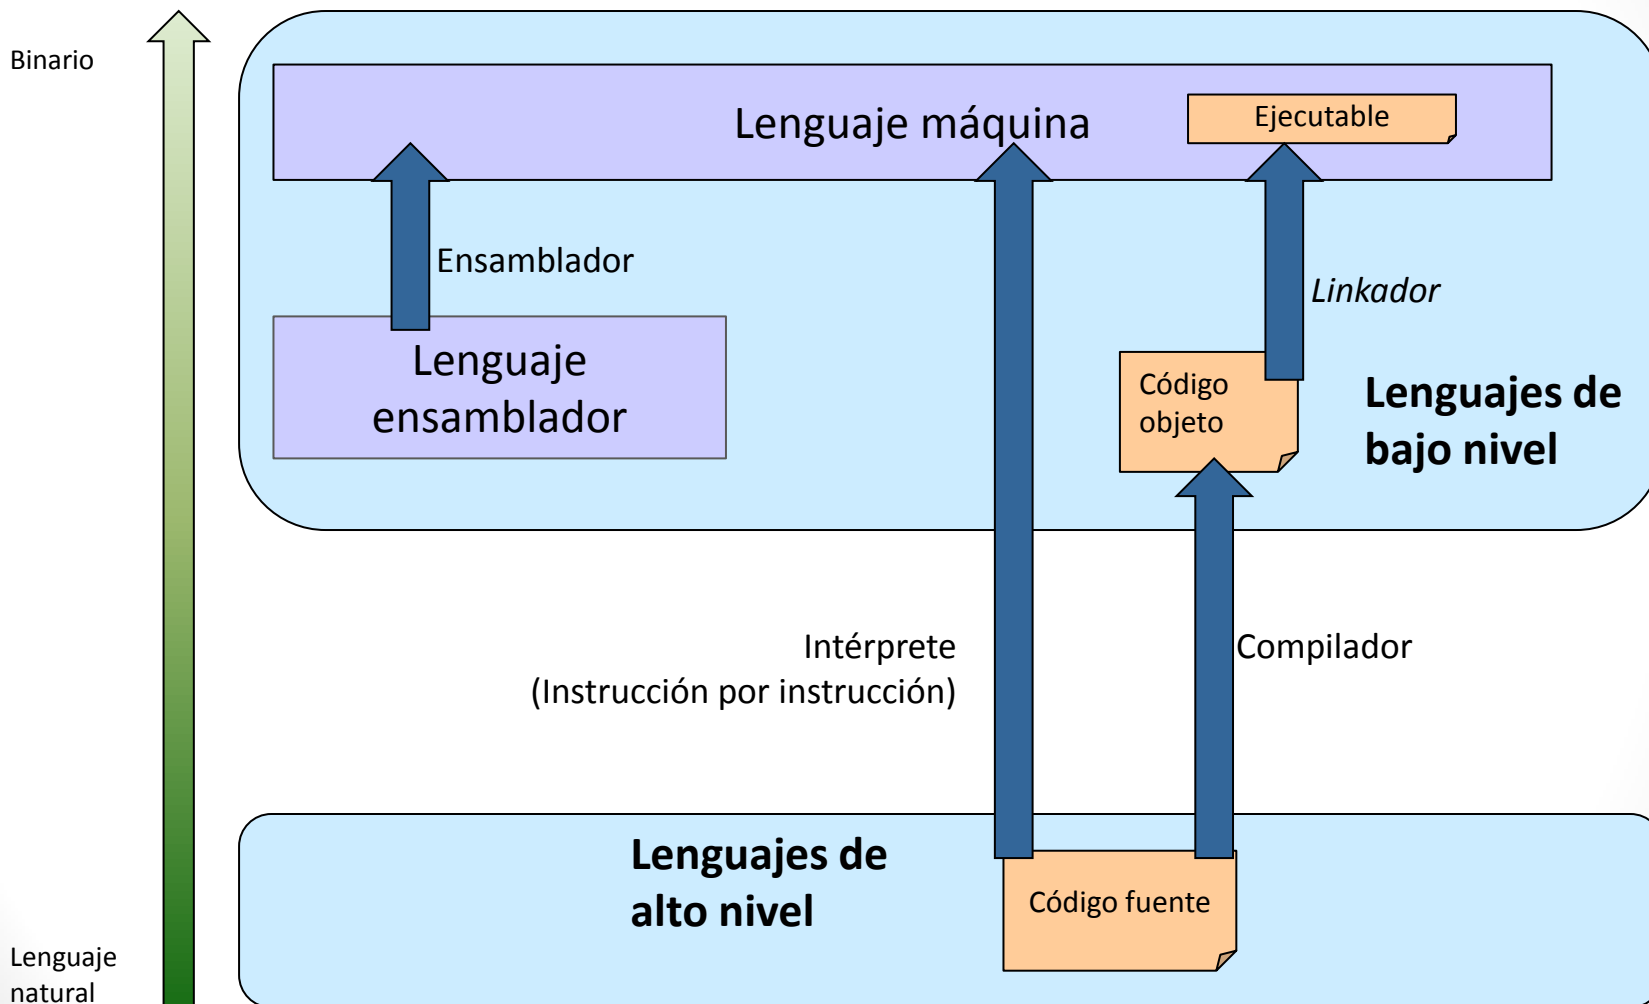 Binario
Lenguaje máquina
Ejecutable
Ensamblador
Linkador
Lenguaje
ensamblador
Código
objeto
Lenguajes de
bajo nivel
Intérprete
(Instrucción por instrucción)
Compilador
Lenguajes de
alto nivel
Código fuente
Lenguaje
natural